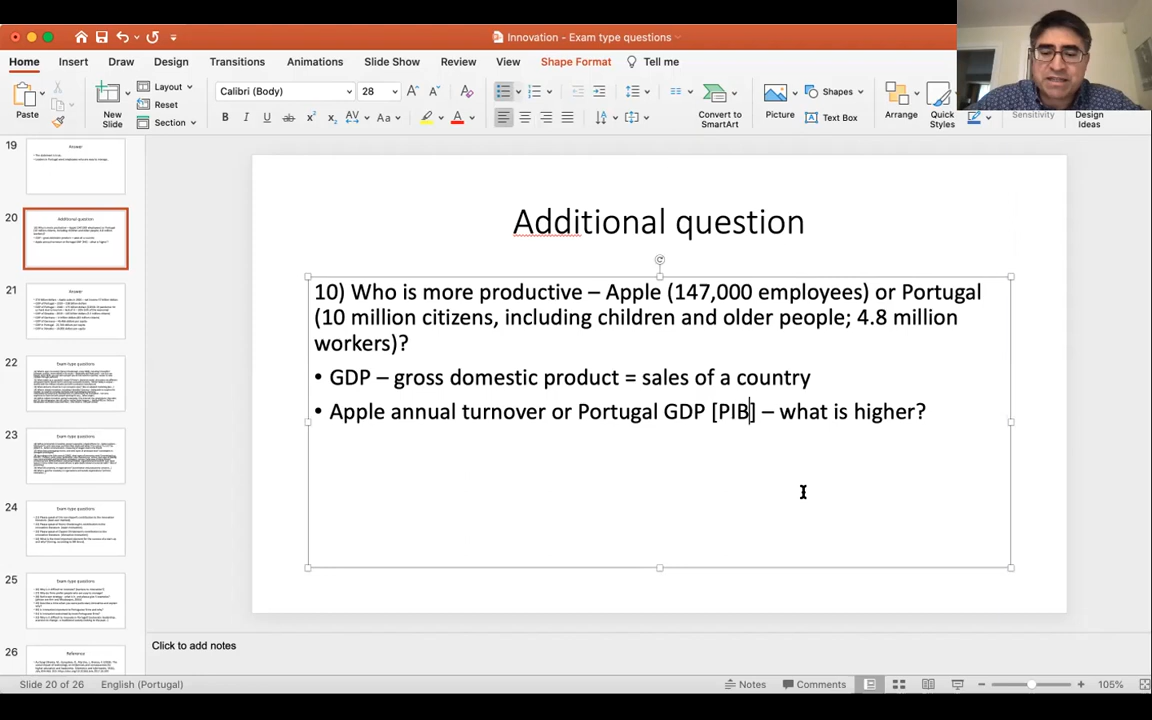 Innovation - Exam type questions
Home Insert Draw Design Transitions Animations Slide Show Review View Shape Format Tell me
Paste
New Slide
Layout
Reset
Section
Calibri (Body) 28
B I U ab x² x₂ AV Aa A
Convert to SmartArt
Picture
Shapes
Text Box
Arrange
Quick Styles
Sensitivity
Design Ideas
19
Answer
20
Additional question
21
Answer
22
Exam type questions
23
Exam type questions
24
Exam type questions
25
Exam type questions
26
Reference
Additional question
10) Who is more productive – Apple (147,000 employees) or Portugal
(10 million citizens, including children and older people; 4.8 million
workers)?
• GDP – gross domestic product = sales of a country
• Apple annual turnover or Portugal GDP [PIB] – what is higher?
Click to add notes
Slide 20 of 26 English (Portugal) Notes Comments 105%